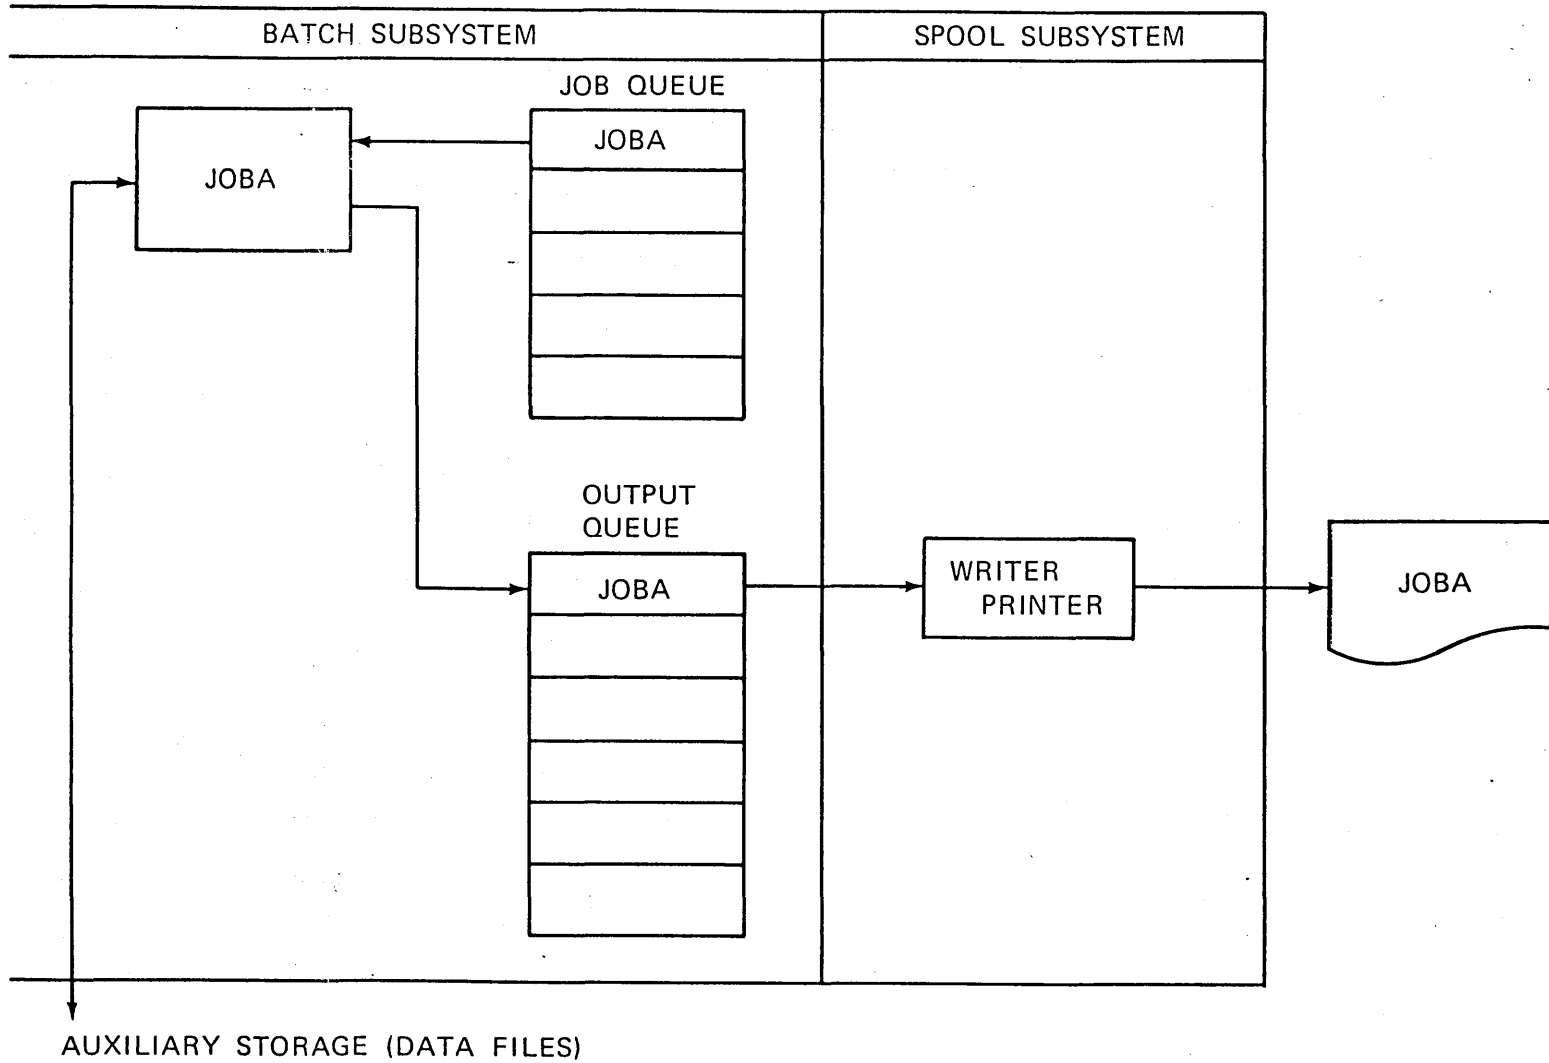 BATCH SUBSYSTEM
SPOOL SUBSYSTEM
JOB QUEUE
JOBA
JOBA
OUTPUT
QUEUE
JOBA
WRITER
PRINTER
JOBA
AUXILIARY STORAGE (DATA FILES)